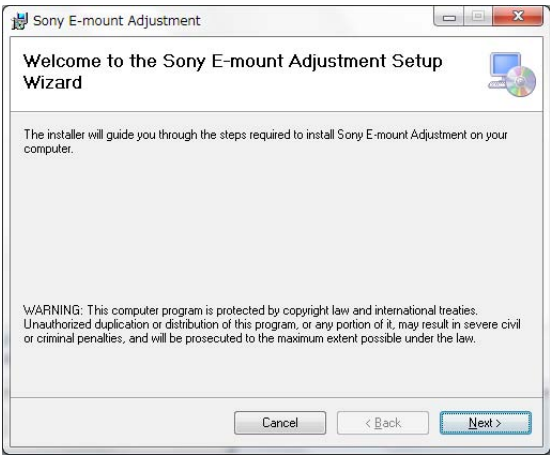 Sony E-mount Adjustment
Welcome to the Sony E-mount Adjustment Setup
Wizard
The installer will guide you through the steps required to install Sony E-mount Adjustment on your
computer.
WARNING: This computer program is protected by copyright law and international treaties.
Unauthorized duplication or distribution of this program, or any portion of it, may result in severe civil
or criminal penalties, and will be prosecuted to the maximum extent possible under the law.
Cancel
< Back
Next >